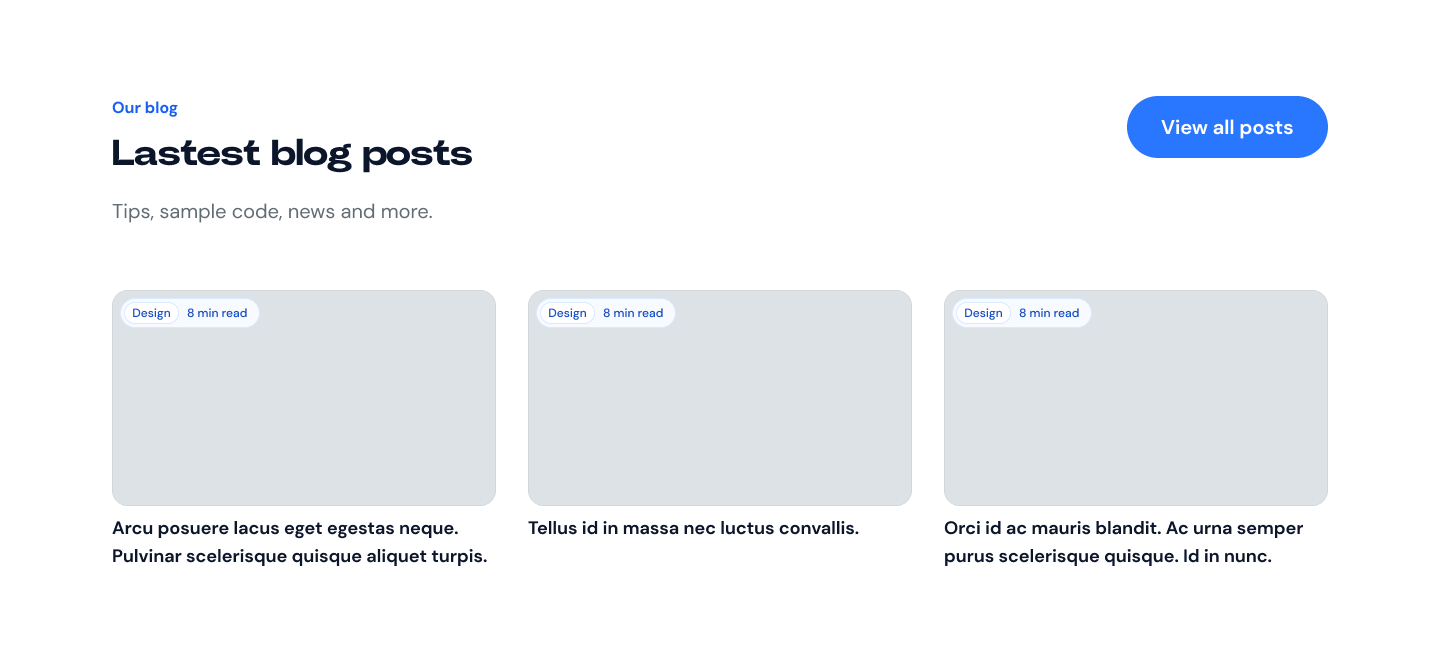 Our blog
Lastest blog posts
Tips, sample code, news and more.
View all posts
Design 8 min read
Arcu posuere lacus eget egestas neque.
Pulvinar scelerisque quisque aliquet turpis.
Design 8 min read
Tellus id in massa nec luctus convallis.
Design 8 min read
Orci id ac mauris blandit. Ac urna semper
purus scelerisque quisque. Id in nunc.